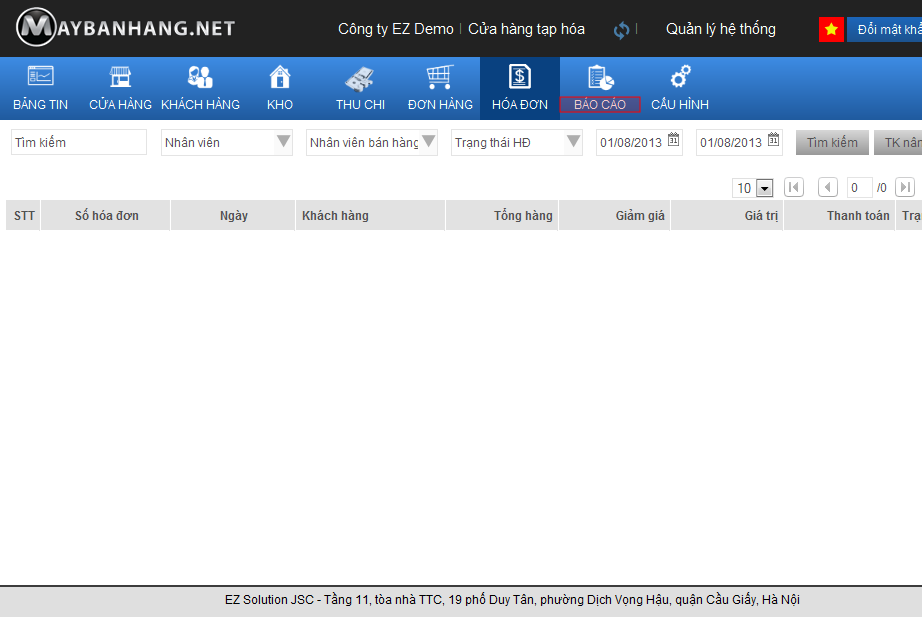 MAYBANHANG.NET
Công ty EZ Demo | Cửa hàng tạp hóa | Quản lý hệ thống Đổi mật khẩ
BẢNG TIN CỬA HÀNG KHÁCH HÀNG KHO THU CHI ĐƠN HÀNG HÓA ĐƠN BÁO CÁO CẤU HÌNH
Tìm kiếm Nhân viên Nhân viên bán hàng Trạng thái HĐ 01/08/2013 01/08/2013 Tìm kiếm TK nân
10 0 /0
STT Số hóa đơn Ngày Khách hàng Tổng hàng Giảm giá Giá trị Thanh toán Trạ
EZ Solution JSC - Tầng 11, tòa nhà TTC, 19 phố Duy Tân, phường Dịch Vọng Hậu, quận Cầu Giấy, Hà Nội